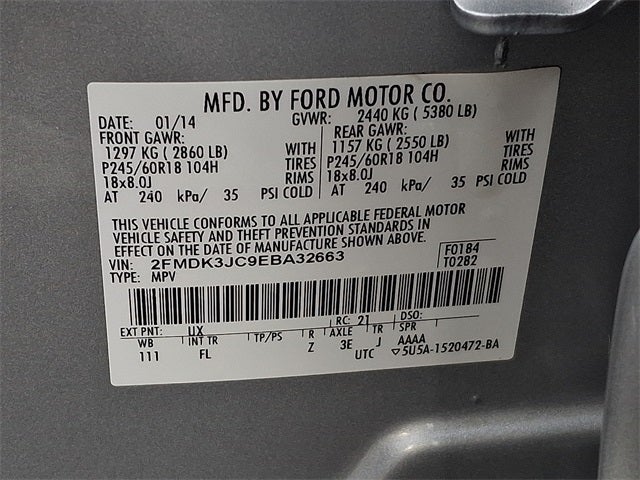 MFD. BY FORD MOTOR CO.
DATE: 01/14 GVWR: 2440 KG ( 5380 LB)
FRONT GAWR: REAR GAWR:
1297 KG ( 2860 LB) WITH 1157 KG ( 2550 LB) WITH
P245/60R18 104H TIRES P245/60R18 104H TIRES
18x8.0J RIMS 18x8.0J RIMS
AT 240 kPa/ 35 PSI COLD AT 240 kPa/ 35 PSI COLD
THIS VEHICLE CONFORMS TO ALL APPLICABLE FEDERAL MOTOR
VEHICLE SAFETY AND THEFT PREVENTION STANDARDS IN
EFFECT ON THE DATE OF MANUFACTURE SHOWN ABOVE.
VIN: 2FMDK3JC9EBA32663 F0184
TYPE: MPV T0282
EXT PNT: UX RC: 21 DSO:
WB INT TR TP/PS R AXLE TR SPR
111 FL Z 3E J AAAA
UTC ▽5U5A-1520472-BA